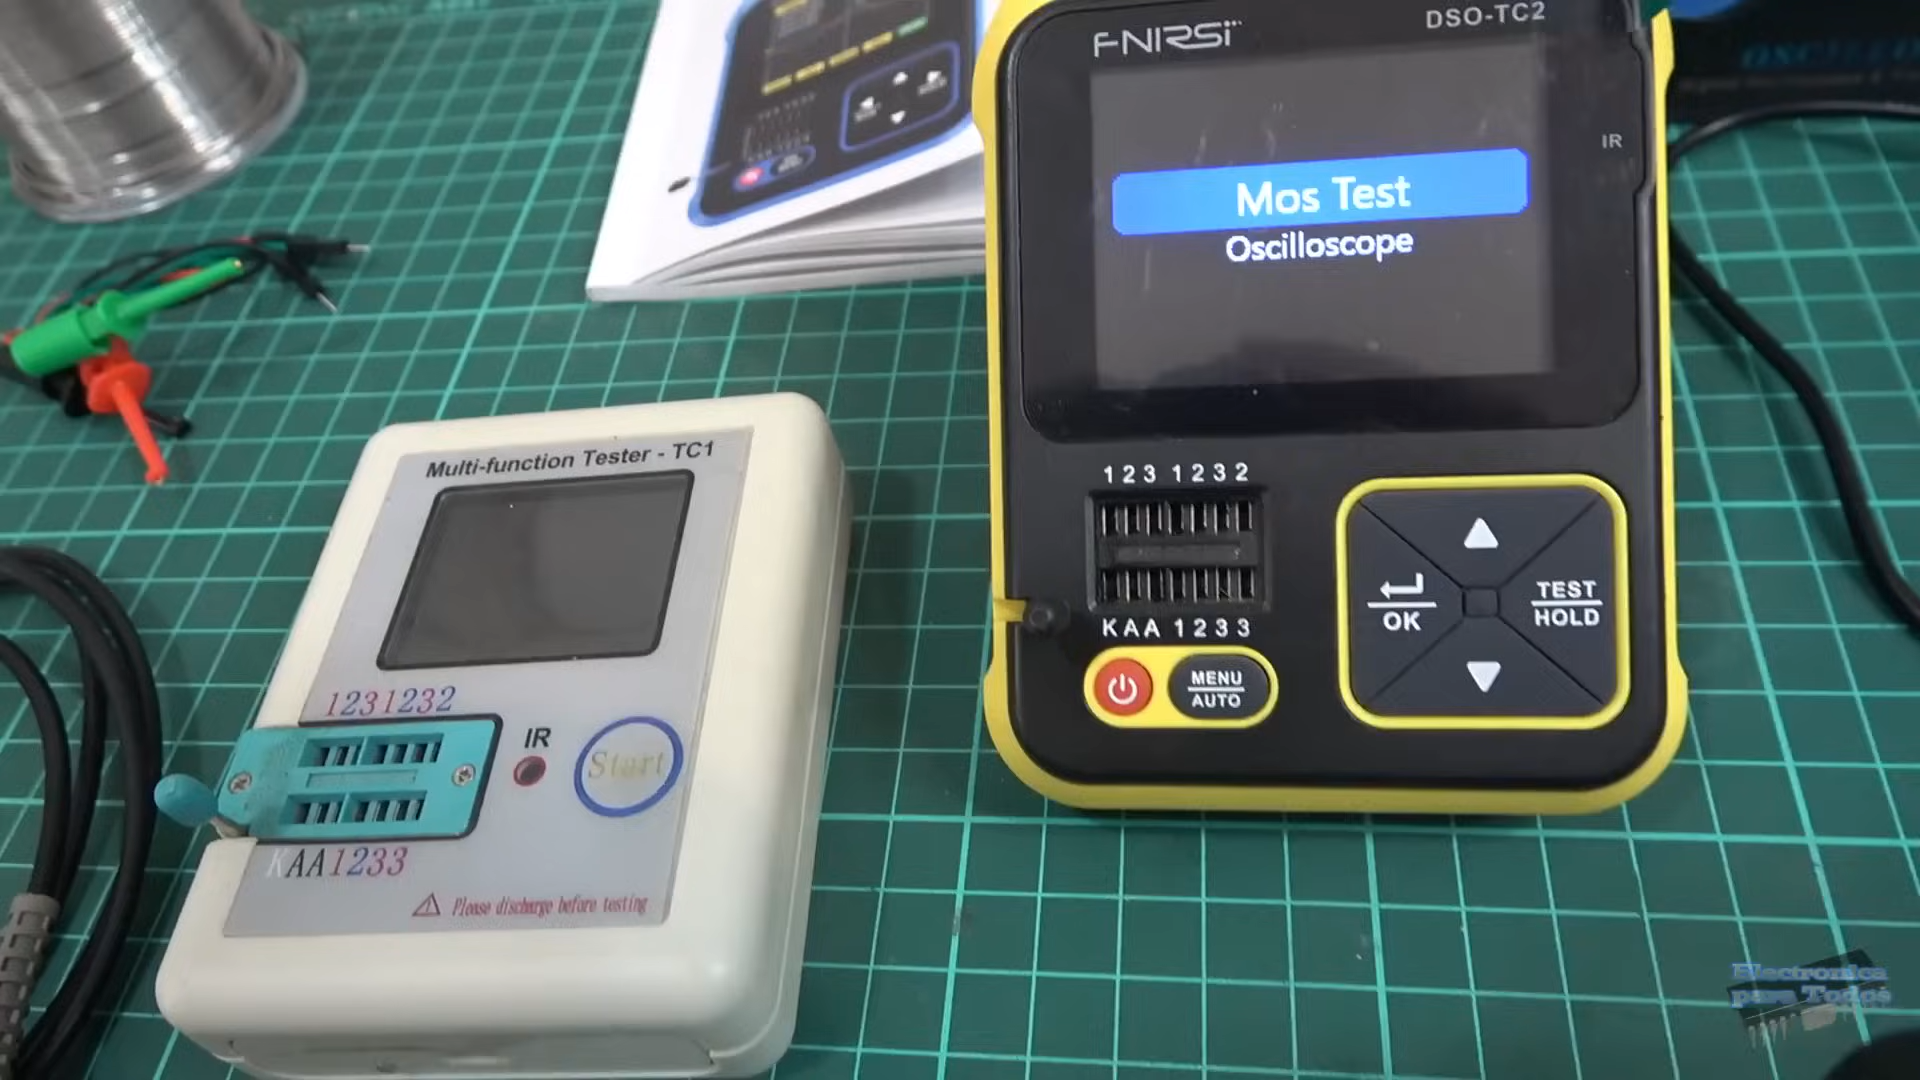 FNIRSI
DSO-TC2
IR
Mos Test
Oscilloscope
1 2 3 1 2 3 2
K A A 1 2 3 3
MENU
AUTO
OK
TEST
HOLD
Multi-function Tester - TC1
1231232
IR
Start
KAA1233
Please discharge before testing
Electronica
para Todos